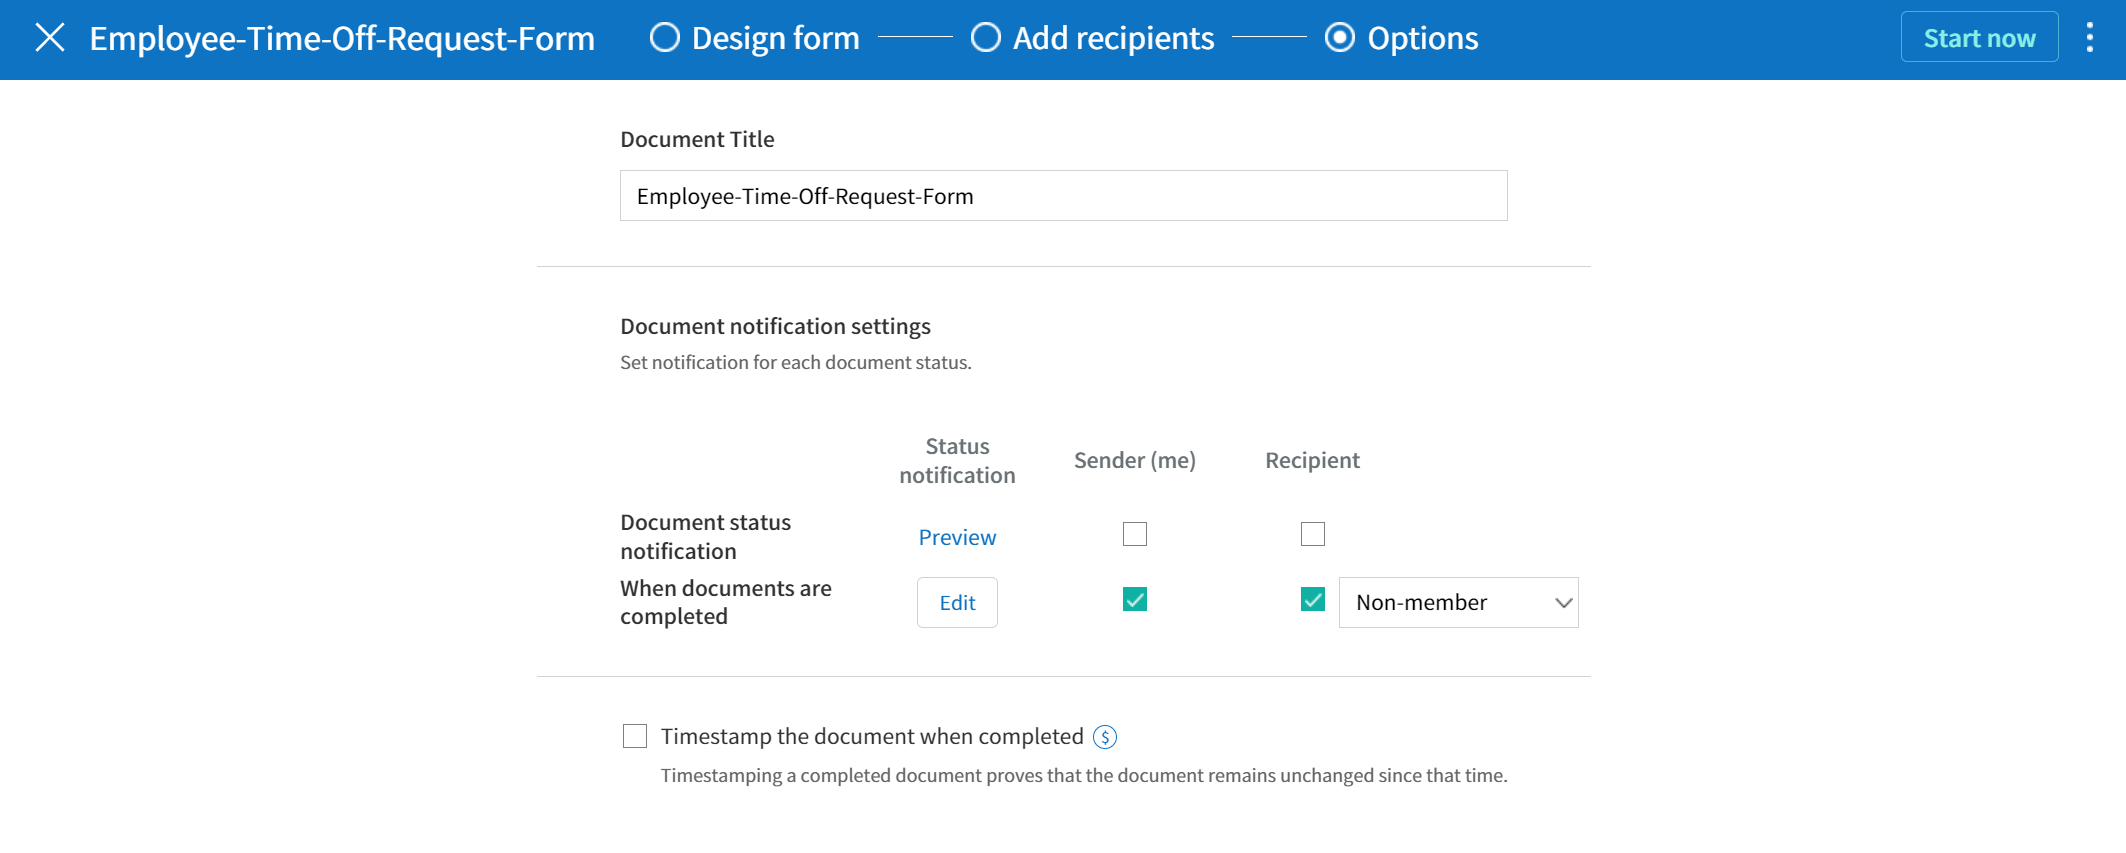 Employee-Time-Off-Request-Form
Design form
Add recipients
Options
Start now
Document Title
Employee-Time-Off-Request-Form
Document notification settings
Set notification for each document status.
Status
notification
Sender (me)
Recipient
Document status
notification
Preview
When documents are
completed
Edit
Non-member
Timestamp the document when completed $
Timestamping a completed document proves that the document remains unchanged since that time.